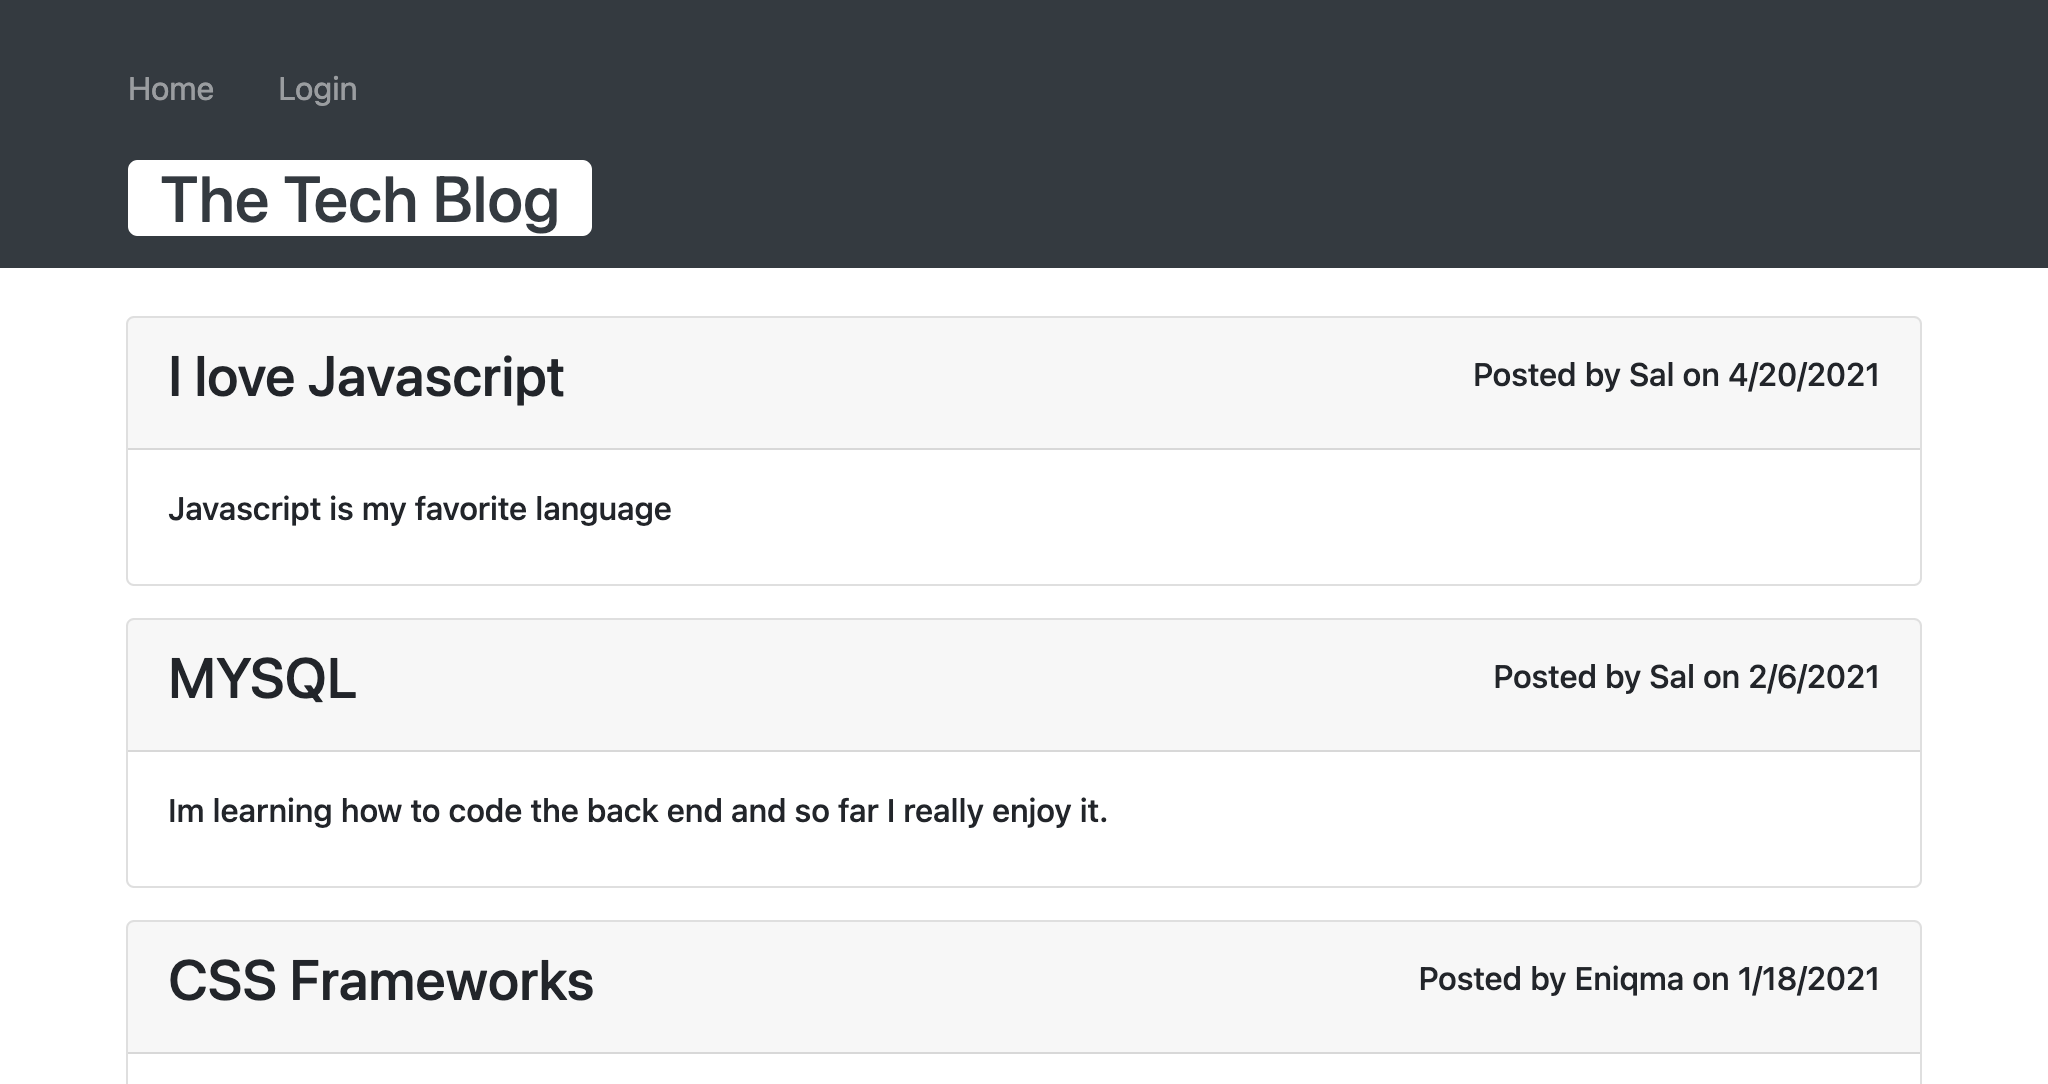 Home Login
The Tech Blog
I love Javascript Posted by Sal on 4/20/2021
Javascript is my favorite language
MYSQL Posted by Sal on 2/6/2021
Im learning how to code the back end and so far I really enjoy it.
CSS Frameworks Posted by Eniqma on 1/18/2021